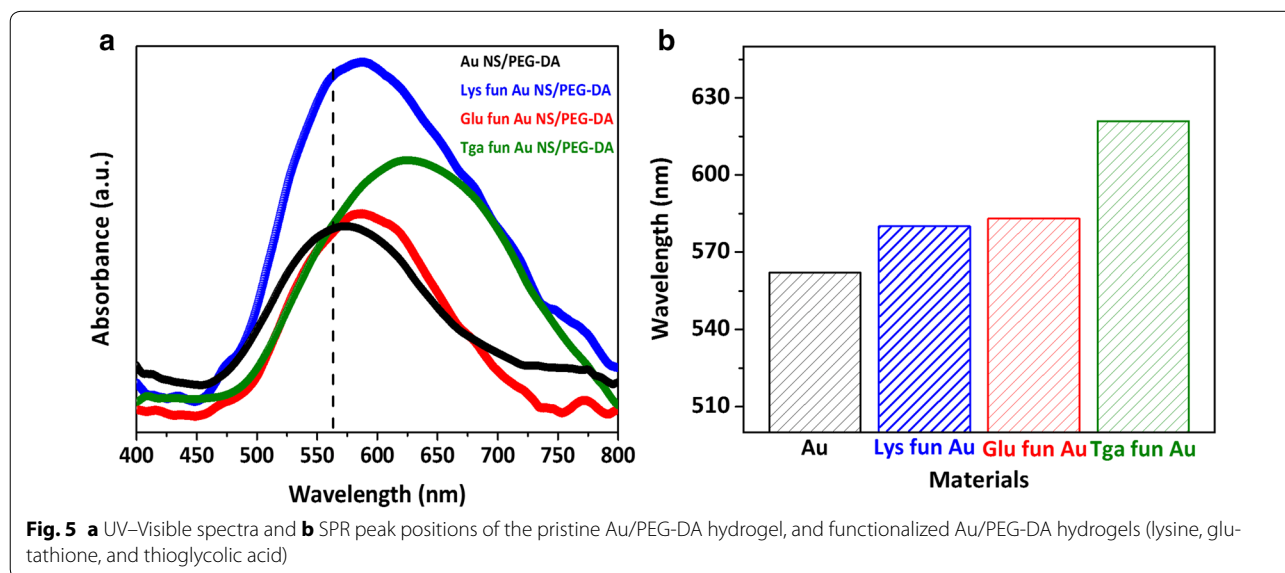 a
Au NS/PEG-DA
Lys fun Au NS/PEG-DA
Glu fun Au NS/PEG-DA
Tga fun Au NS/PEG-DA
Absorbance (a.u.)
400 450 500 550 600 650 700 750 800
Wavelength (nm)
b
Wavelength (nm)
630
600
570
540
510
Au Lys fun Au Glu fun Au Tga fun Au
Materials
Fig. 5 a UV–Visible spectra and b SPR peak positions of the pristine Au/PEG-DA hydrogel, and functionalized Au/PEG-DA hydrogels (lysine, glu-
tathione, and thioglycolic acid)